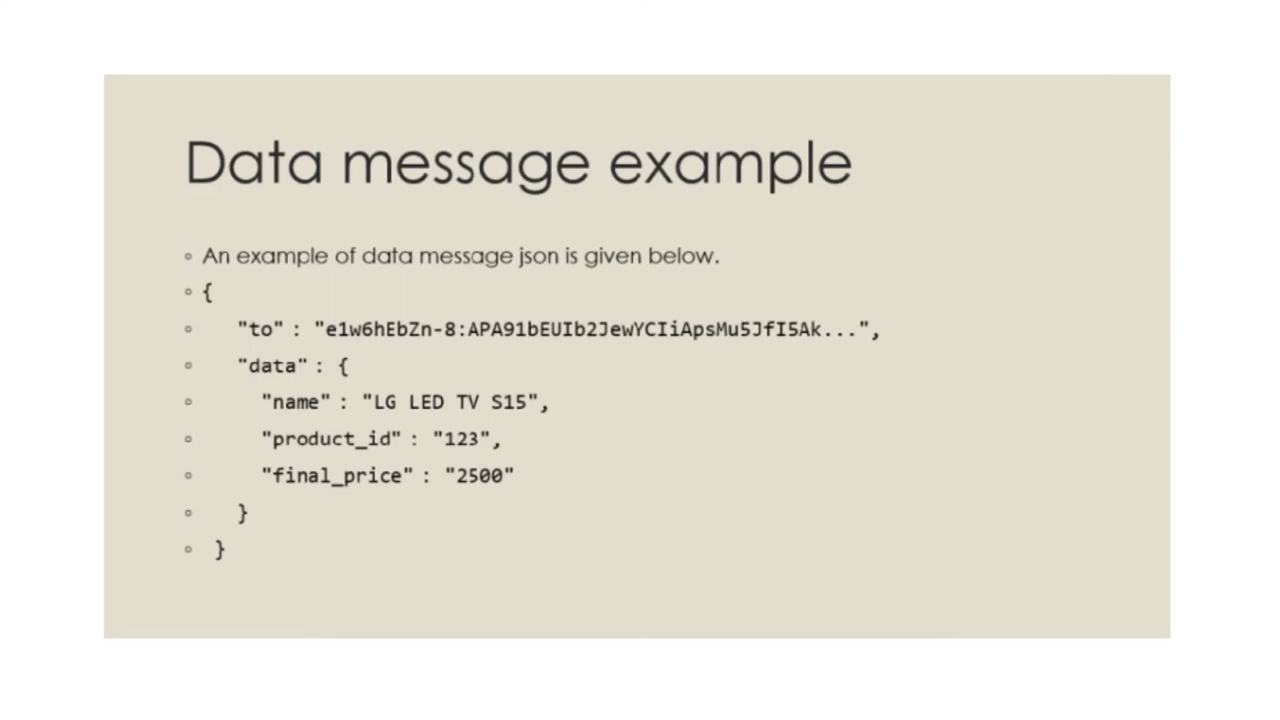 Data message example
An example of data message json is given below.
{
"to" : "e1w6hEbZn-8:APA91bEUIb2JewYCIiApsMu5JfI5Ak...",
"data" : {
"name" : "LG LED TV S15",
"product_id" : "123",
"final_price" : "2500"
}
}